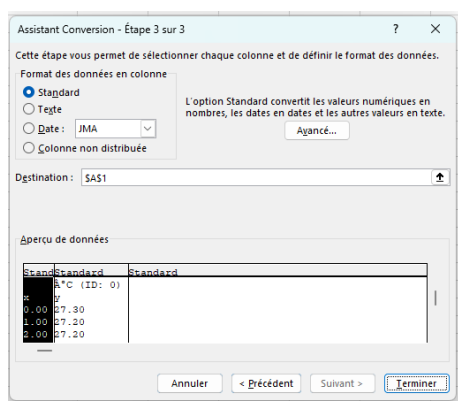 Assistant Conversion - Étape 3 sur 3 ? ×
Cette étape vous permet de sélectionner chaque colonne et de définir le format des données.
Format des données en colonne
Standard
Texte
Date : JMA
Colonne non distribuée
L'option Standard convertit les valeurs numériques en
nombres, les dates en dates et les autres valeurs en texte.
Avancé...
Destination : $A$1
Aperçu de données
Stand Standard Standard
Â°C (ID: 0)
x y
0.00 27.30
1.00 27.20
2.00 27.20
Annuler < Précédent Suivant > Terminer